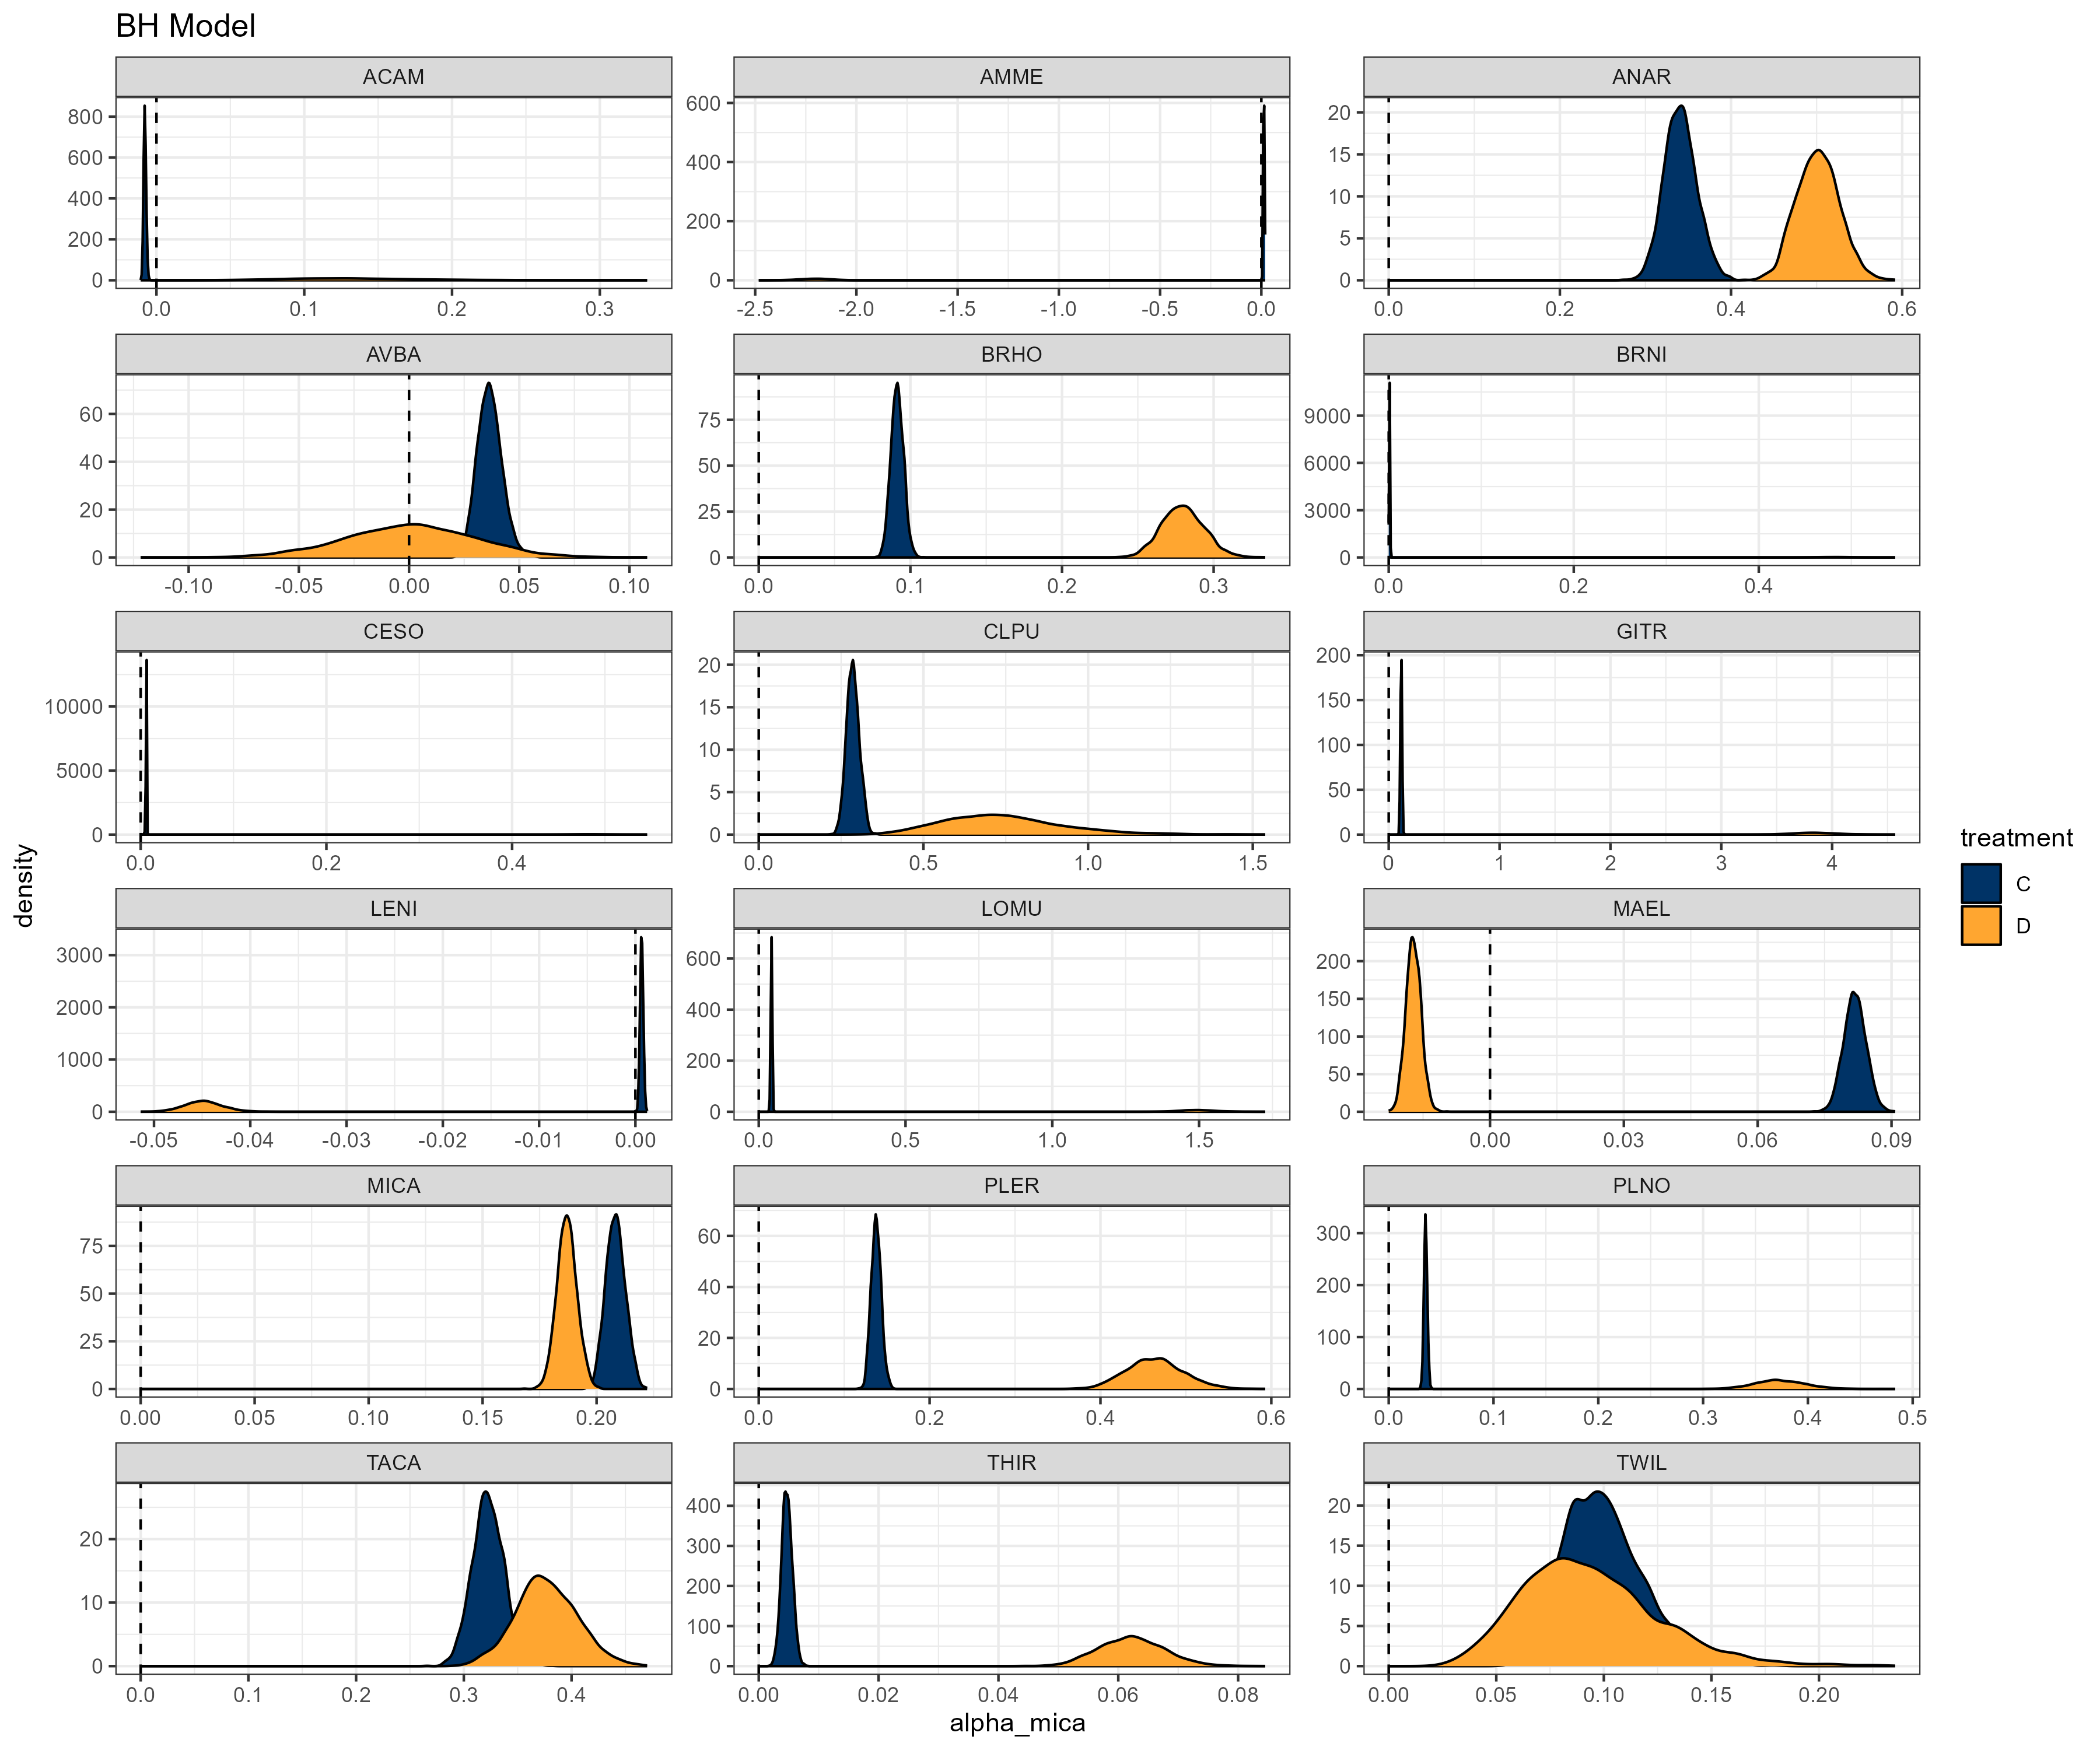 BH Model
ACAM AMME ANAR
800 600 400 200 0
0.0 0.1 0.2 0.3
600 400 200 0
-2.5 -2.0 -1.5 -1.0 -0.5 0.0
20 15 10 5 0
0.0 0.2 0.4 0.6
AVBA BRHO BRNI
60 40 20 0
-0.10 -0.05 0.00 0.05 0.10
75 50 25 0
0.0 0.1 0.2 0.3
9000 6000 3000 0
0.0 0.2 0.4
CESO CLPU GITR
10000 5000 0
0.0 0.2 0.4
20 15 10 5 0
0.0 0.5 1.0 1.5
200 150 100 50 0
0 1 2 3 4
LENI LOMU MAEL
3000 2000 1000 0
-0.05 -0.04 -0.03 -0.02 -0.01 0.00
600 400 200 0
0.0 0.5 1.0 1.5
200 150 100 50 0
0.00 0.03 0.06 0.09
MICA PLER PLNO
75 50 25 0
0.00 0.05 0.10 0.15 0.20
60 40 20 0
0.0 0.2 0.4 0.6
300 200 100 0
0.0 0.1 0.2 0.3 0.4 0.5
TACA THIR TWIL
20 10 0
0.0 0.1 0.2 0.3 0.4
400 300 200 100 0
0.00 0.02 0.04 0.06 0.08
20 15 10 5 0
0.00 0.05 0.10 0.15 0.20
alpha_mica
density
treatment
C
D